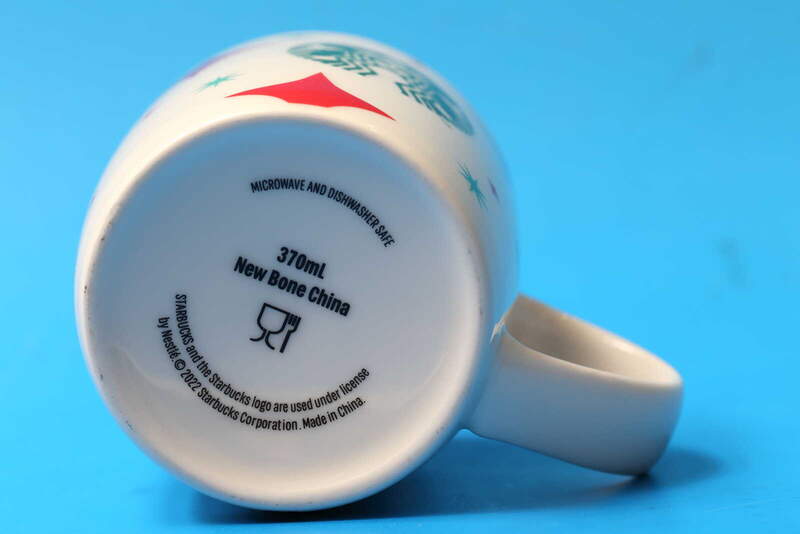 MICROWAVE AND DISHWASHER SAFE
370mL
New Bone China
STARBUCKS and the Starbucks logo are used under license
by Nestlé. © 2022 Starbucks Corporation. Made in China.